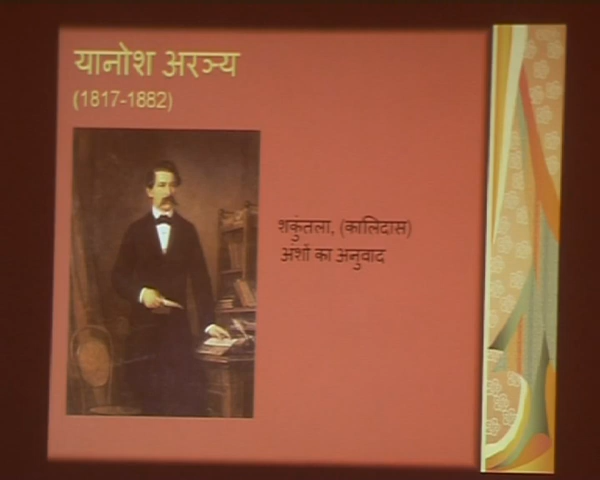 यानोश अरञ्य
(1817-1882)
शकुंतला, (कालिदास)
अंशों का अनुवाद